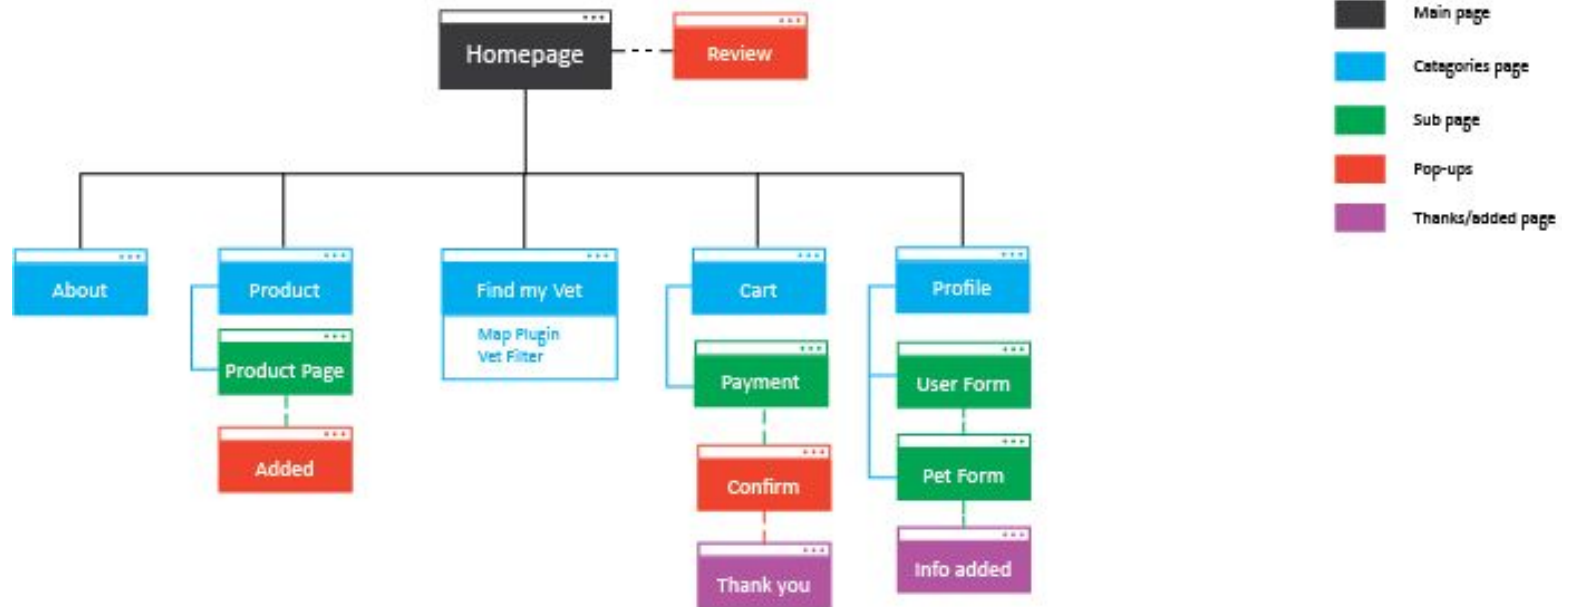 Homepage
Review
Main page
Catagories page
Sub page
Pop-ups
Thanks/added page
About
Product
Find my Vet
Cart
Profile
Map Plugin
Vet Filter
Product Page
Payment
User Form
Added
Confirm
Pet Form
Thank you
Info added